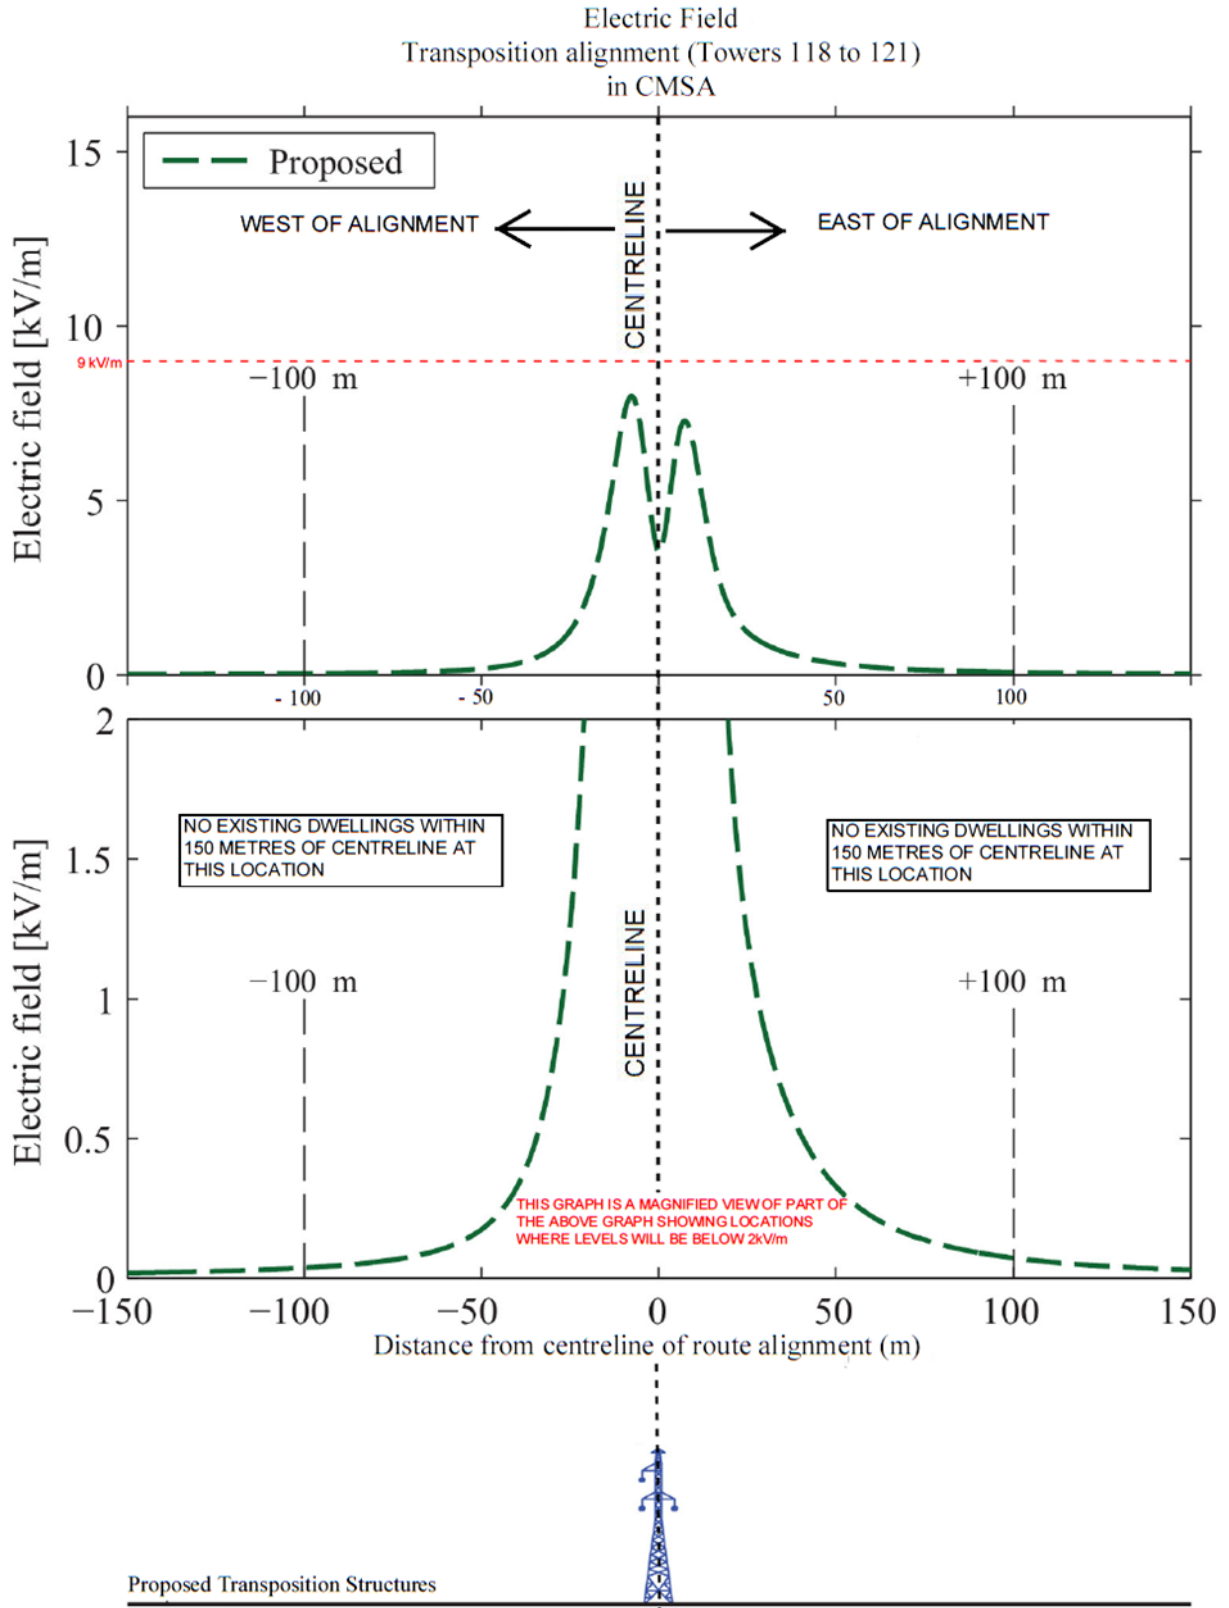 Electric Field
Transposition alignment (Towers 118 to 121)
in CMSA
15
Proposed
WEST OF ALIGNMENT
CENTRELINE
EAST OF ALIGNMENT
Electric field [kV/m]
10
9 kV/m
−100 m
+100 m
5
0
- 100
- 50
50
100
2
NO EXISTING DWELLINGS WITHIN
150 METRES OF CENTRELINE AT
THIS LOCATION
NO EXISTING DWELLINGS WITHIN
150 METRES OF CENTRELINE AT
THIS LOCATION
1.5
Electric field [kV/m]
CENTRELINE
−100 m
+100 m
1
0.5
THIS GRAPH IS A MAGNIFIED VIEW OF PART OF
THE ABOVE GRAPH SHOWING LOCATIONS
WHERE LEVELS WILL BE BELOW 2kV/m
0
−150 −100 −50 0 50 100 150
Distance from centreline of route alignment (m)
Proposed Transposition Structures